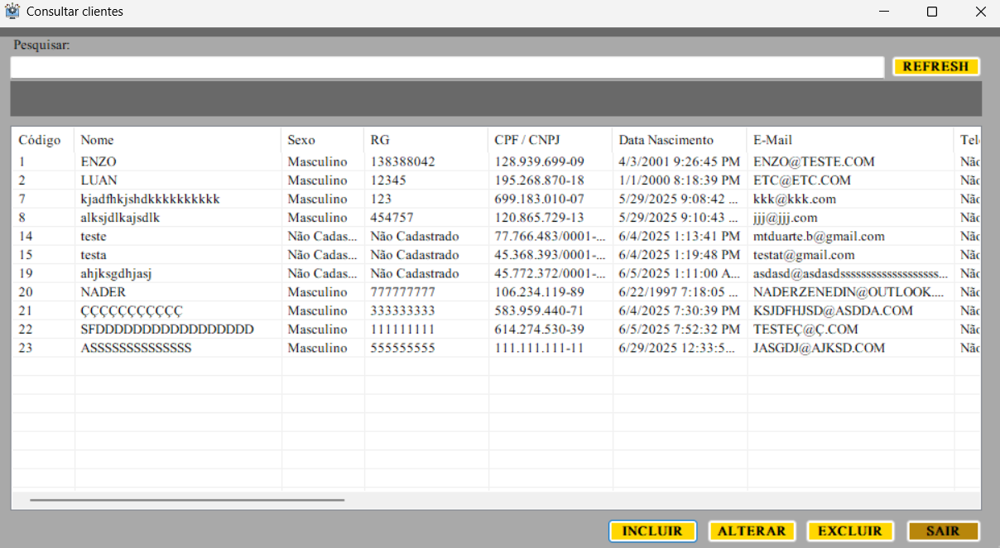 Consultar clientes
Pesquisar:
REFRESH
Código Nome Sexo RG CPF / CNPJ Data Nascimento E-Mail Tel
1 ENZO Masculino 138388042 128.939.699-09 4/3/2001 9:26:45 PM ENZO@TESTE.COM Não
2 LUAN Masculino 12345 195.268.870-18 1/1/2000 8:18:39 PM ETC@ETC.COM Não
7 kjadfhkjshdkkkkkkkkkk Masculino 123 699.183.010-07 5/29/2025 9:08:42 ... kkk@kkk.com Não
8 alksjdlkajsdlk Masculino 454757 120.865.729-13 5/29/2025 9:10:43 ... jjj@jjj.com Não
14 teste Não Cadas... Não Cadastrado 77.766.483/0001-... 6/4/2025 1:13:41 PM mtduarte.b@gmail.com Não
15 testa Não Cadas... Não Cadastrado 45.368.393/0001-... 6/4/2025 1:19:48 PM testat@gmail.com Não
19 ahjksgdhjasj Não Cadas... Não Cadastrado 45.772.372/0001-... 6/5/2025 1:11:00 A... asdasd@asdasdsssssssssssssssssss... Não
20 NADER Masculino 777777777 106.234.119-89 6/22/1997 7:18:05 ... NADERZENEDIN@OUTLOOK.... Não
21 ÇÇÇÇÇÇÇÇÇÇÇ Masculino 333333333 583.959.440-71 6/4/2025 7:30:39 PM KSJDFHJSD@ASDDA.COM Não
22 SFDDDDDDDDDDDDDDDDDD Masculino 111111111 614.274.530-39 6/5/2025 7:52:32 PM TESTEÇ@Ç.COM Não
23 ASSSSSSSSSSSSSS Masculino 555555555 111.111.111-11 6/29/2025 12:33:5... JASGDJ@AJKSD.COM Não
INCLUIR ALTERAR EXCLUIR SAIR